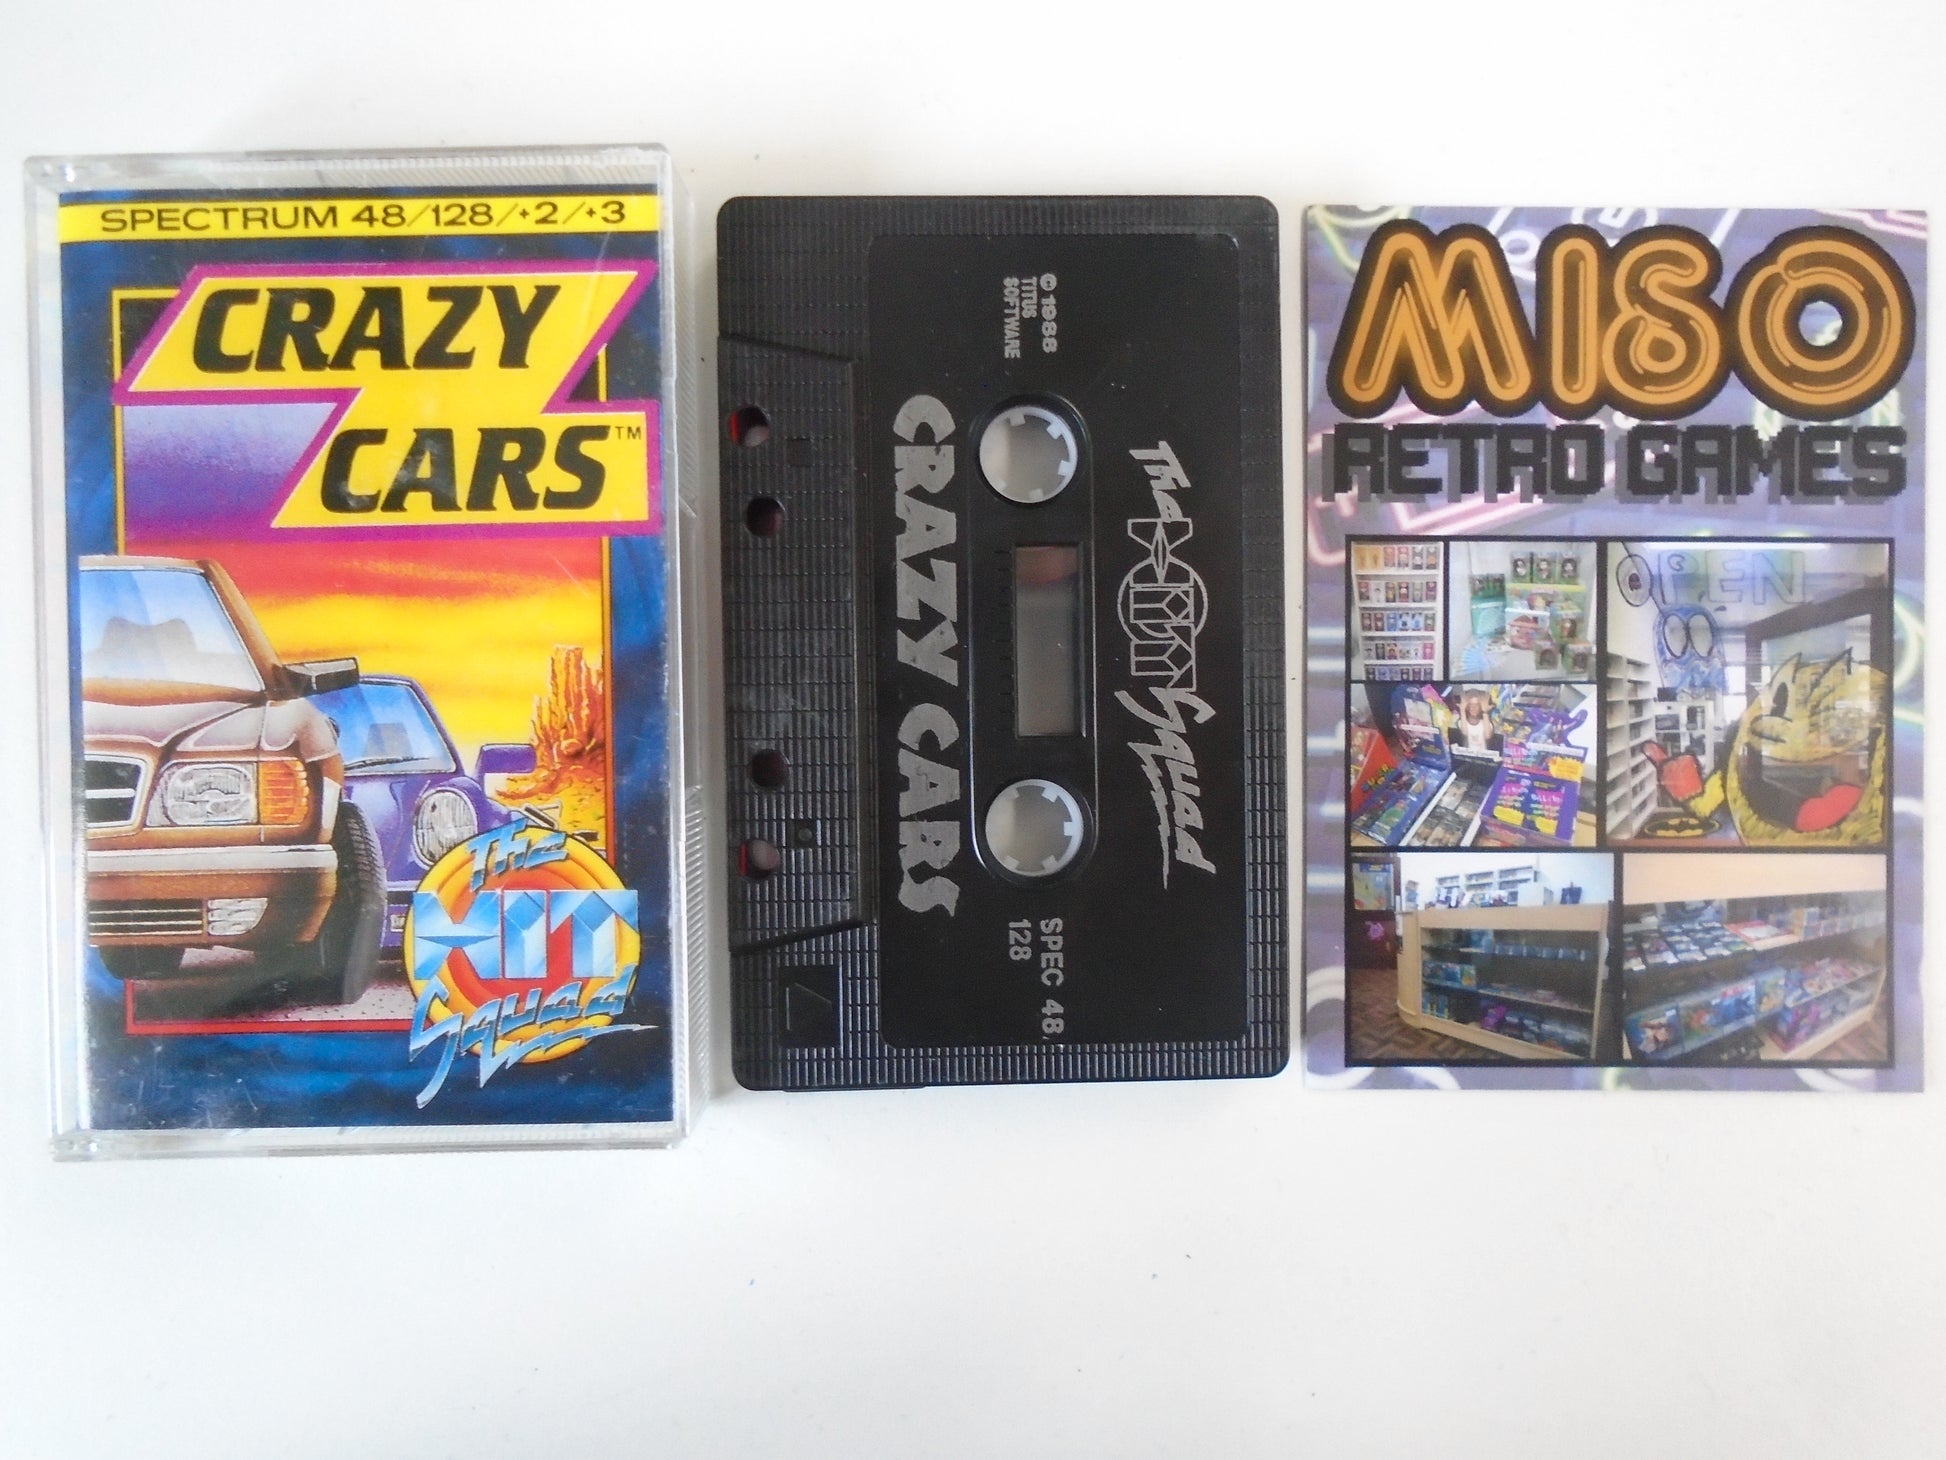 SPECTRUM 48/128/+2/+3
CRAZY
CARS™
The
HIT
Squad
© 1988
TITUS
SOFTWARE
CRAZY CARS
The
HIT
Squad
SPEC 48/
128
MISO
RETRO GAMES
OPEN